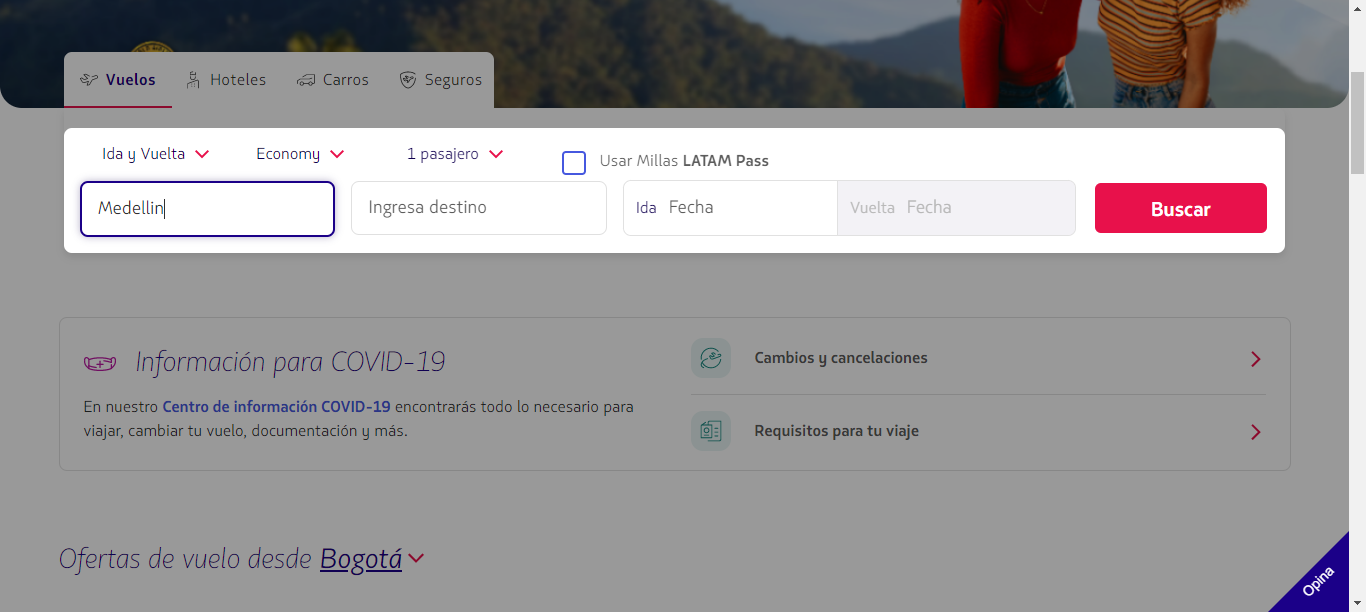 Vuelos Hoteles Carros Seguros
Ida y Vuelta Economy 1 pasajero Usar Millas LATAM Pass
Medellin Ingresa destino Ida Fecha Vuelta Fecha Buscar
Información para COVID-19
En nuestro Centro de información COVID-19 encontrarás todo lo necesario para
viajar, cambiar tu vuelo, documentación y más.
Cambios y cancelaciones
Requisitos para tu viaje
Ofertas de vuelo desde Bogotá
Opina